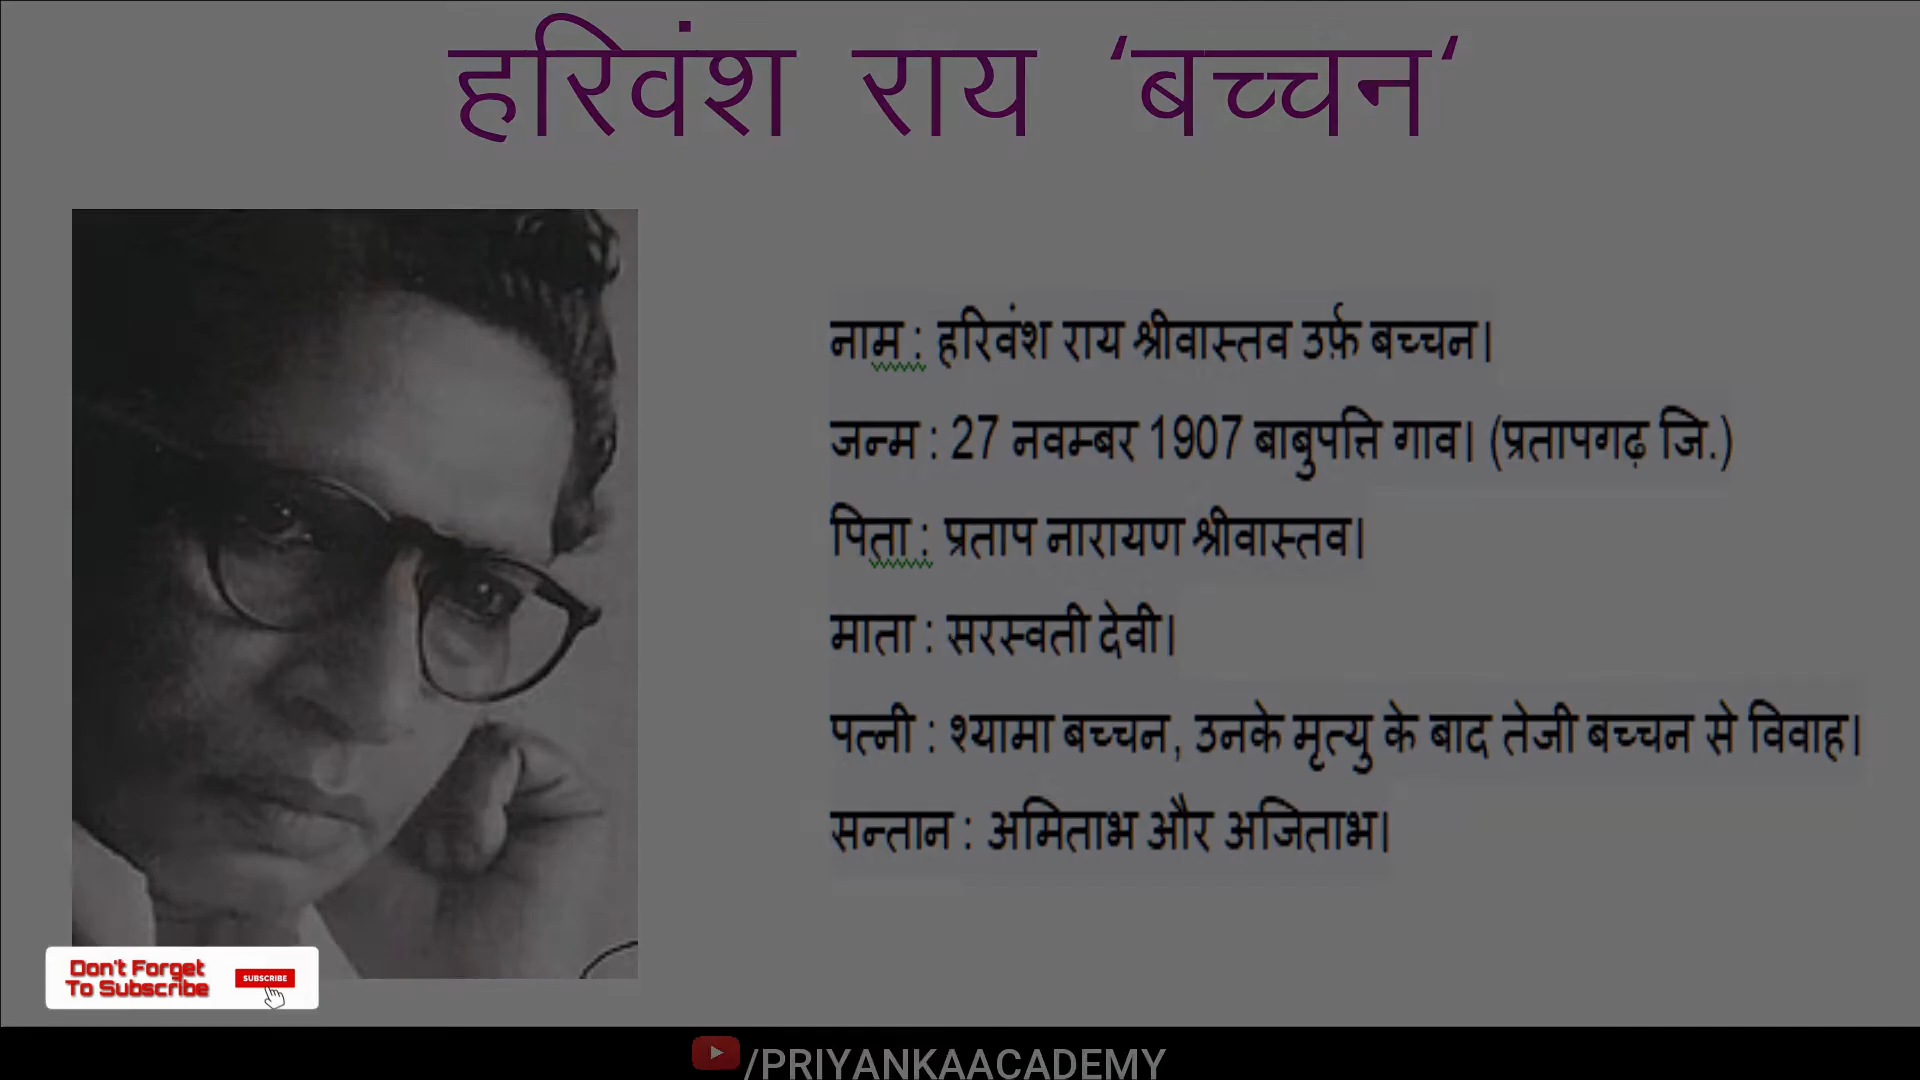 हरिवंश राय ‘बच्चन‘
नाम : हरिवंश राय श्रीवास्तव उर्फ़ बच्चन।
जन्म : 27 नवम्बर 1907 बाबुपत्ति गाव। (प्रतापगढ़ जि.)
पिता : प्रताप नारायण श्रीवास्तव।
माता : सरस्वती देवी।
पत्नी : श्यामा बच्चन, उनके मृत्यु के बाद तेजी बच्चन से विवाह।
सन्तान : अमिताभ और अजिताभ।
Don't Forget
To Subscribe
SUBSCRIBE
/PRIYANKAACADEMY